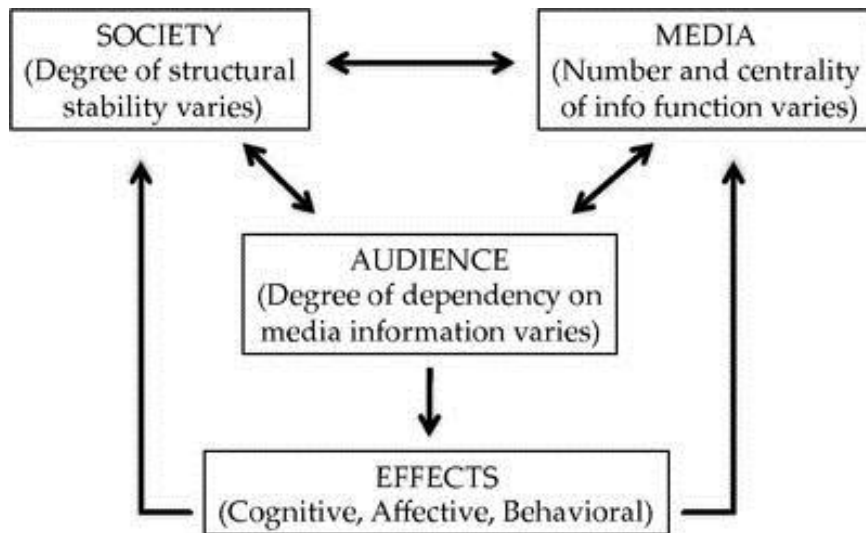 SOCIETY
(Degree of structural
stability varies)
MEDIA
(Number and centrality
of info function varies)
AUDIENCE
(Degree of dependency on
media information varies)
EFFECTS
(Cognitive, Affective, Behavioral)